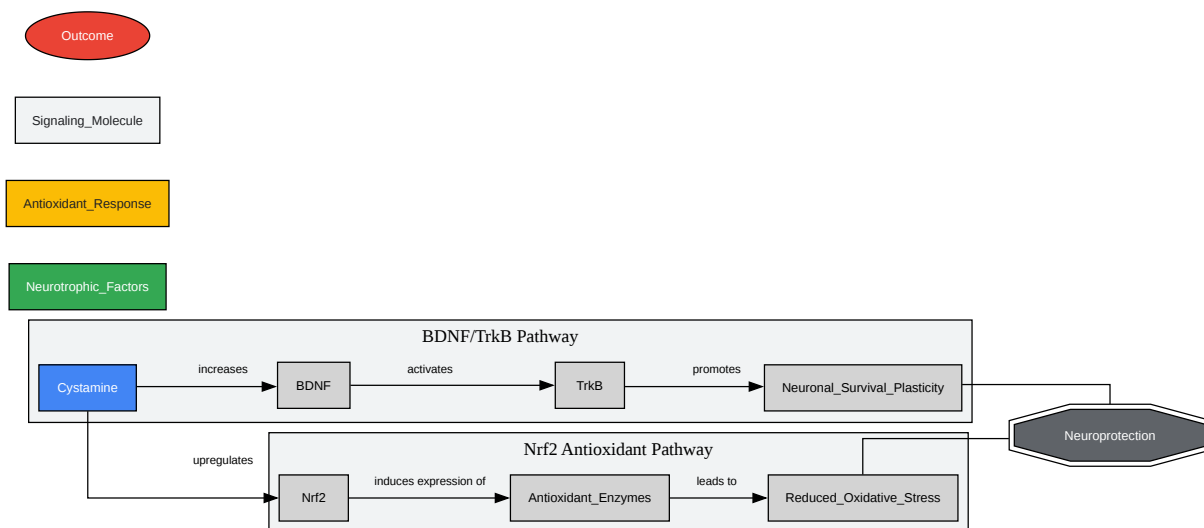 Outcome
Signaling_Molecule
Antioxidant_Response
Neurotrophic_Factors
BDNF/TrkB Pathway
Cystamine
increases
BDNF
activates
TrkB
promotes
Neuronal_Survival_Plasticity
Neuroprotection
Nrf2 Antioxidant Pathway
upregulates
Nrf2
induces expression of
Antioxidant_Enzymes
leads to
Reduced_Oxidative_Stress